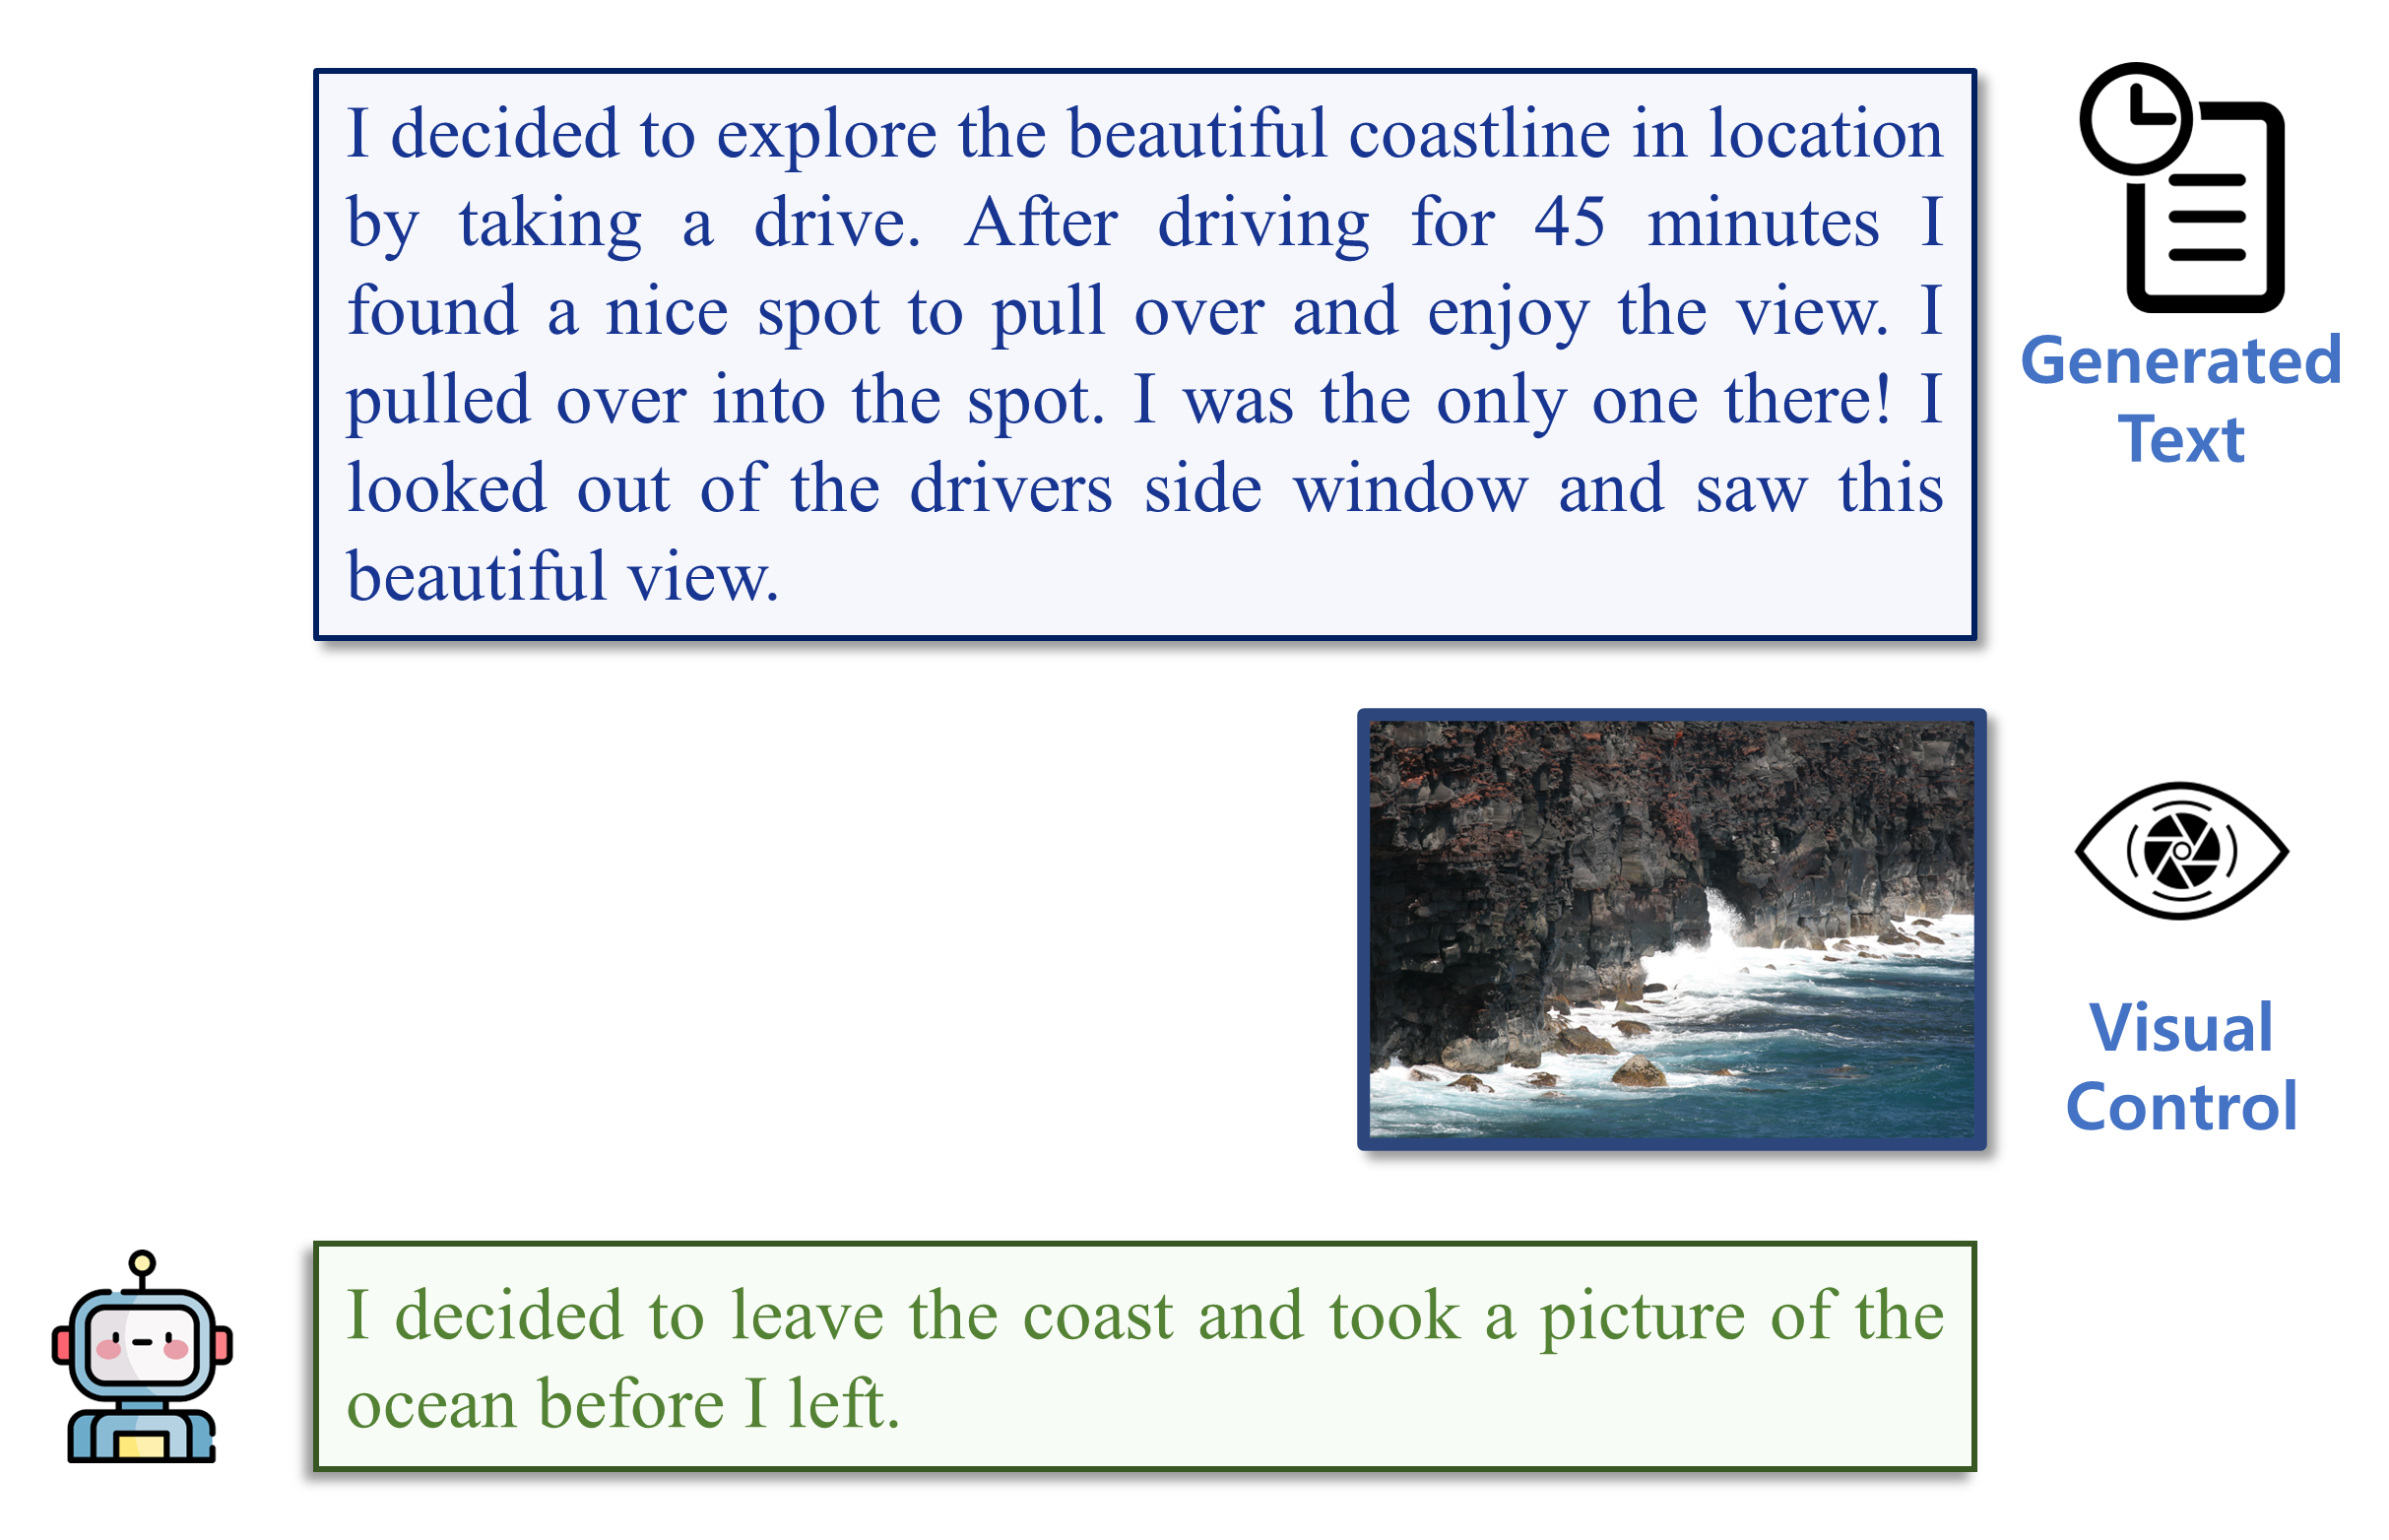 I decided to explore the beautiful coastline in location
by taking a drive. After driving for 45 minutes I
found a nice spot to pull over and enjoy the view. I
pulled over into the spot. I was the only one there! I
looked out of the drivers side window and saw this
beautiful view.
Generated
Text
Visual
Control
I decided to leave the coast and took a picture of the
ocean before I left.